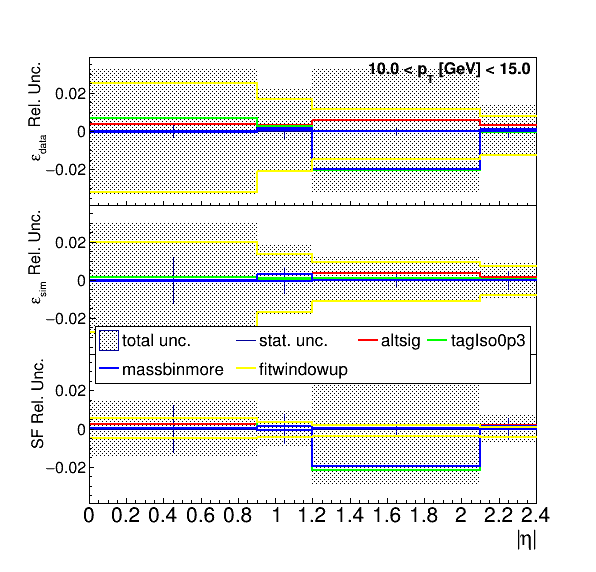 10.0 < p_T [GeV] < 15.0
ε_data Rel. Unc.
0.02
0
−0.02
ε_sim Rel. Unc.
0.02
0
−0.02
total unc. stat. unc. altsig tagIso0p3
massbinmore fitwindowup
SF Rel. Unc.
0.02
0
−0.02
0 0.2 0.4 0.6 0.8 1 1.2 1.4 1.6 1.8 2 2.2 2.4
|η|